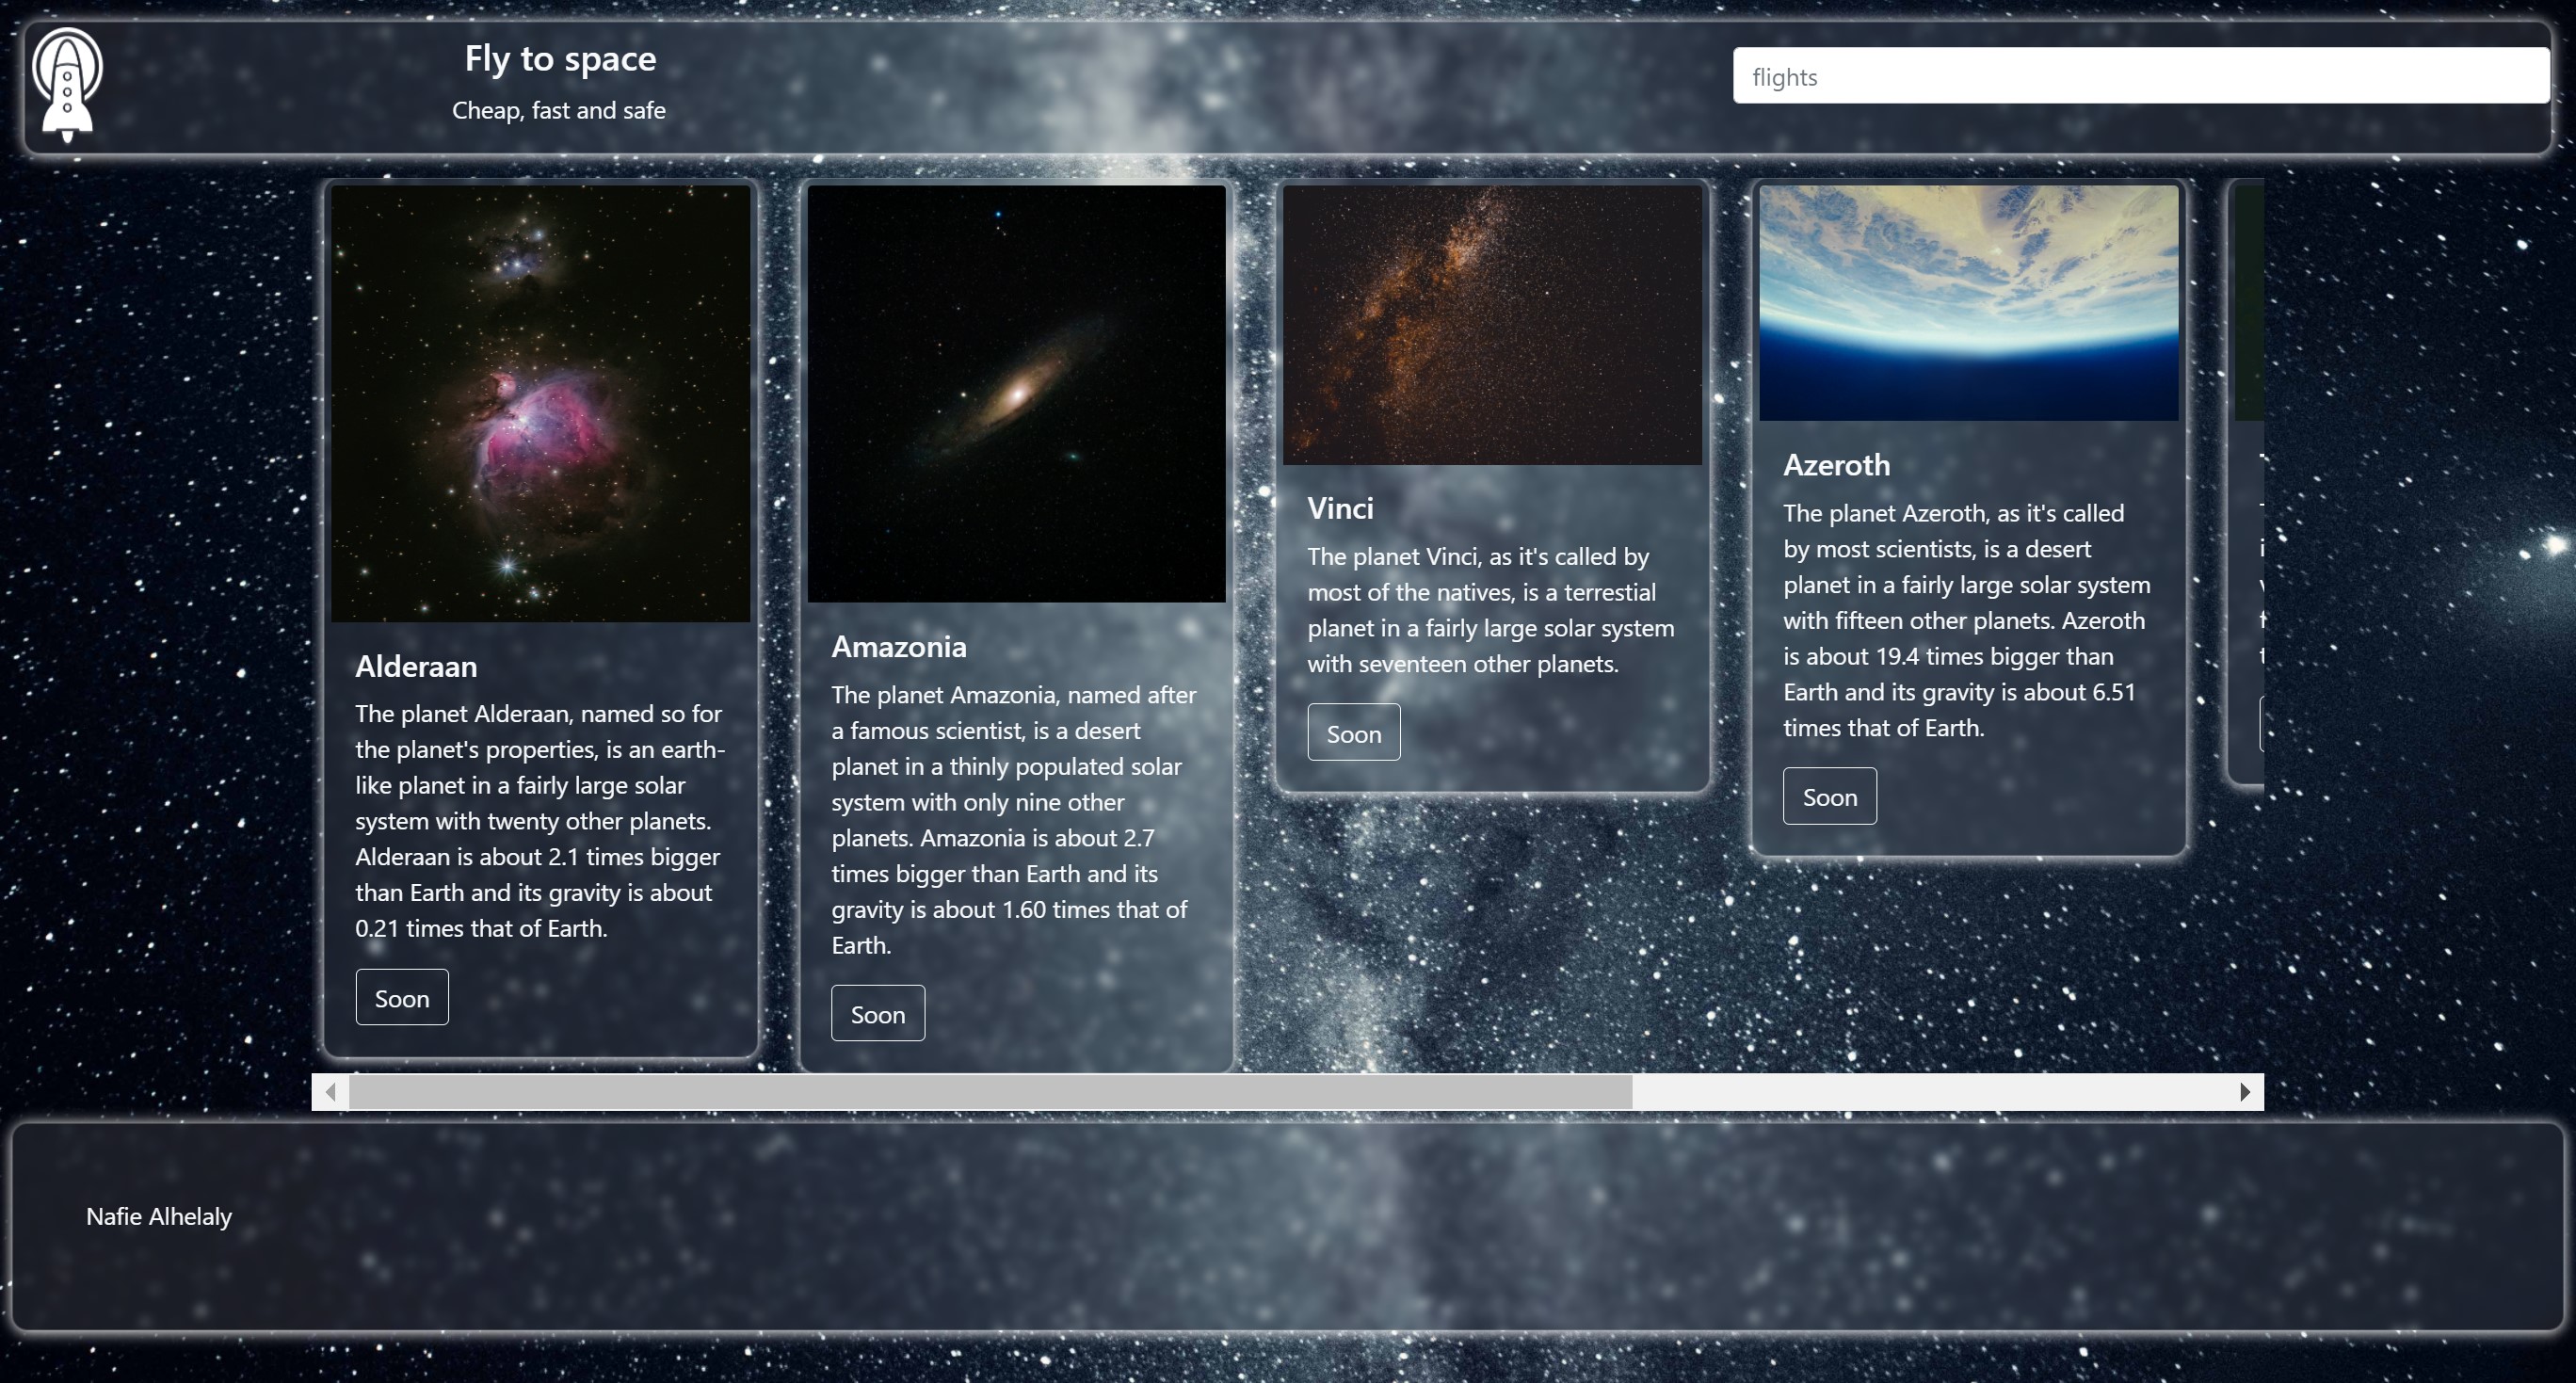 Fly to space
Cheap, fast and safe
flights
Alderaan
The planet Alderaan, named so for
the planet's properties, is an earth-
like planet in a fairly large solar
system with twenty other planets.
Alderaan is about 2.1 times bigger
than Earth and its gravity is about
0.21 times that of Earth.
Soon
Amazonia
The planet Amazonia, named after
a famous scientist, is a desert
planet in a thinly populated solar
system with only nine other
planets. Amazonia is about 2.7
times bigger than Earth and its
gravity is about 1.60 times that of
Earth.
Soon
Vinci
The planet Vinci, as it's called by
most of the natives, is a terrestial
planet in a fairly large solar system
with seventeen other planets.
Soon
Azeroth
The planet Azeroth, as it's called
by most scientists, is a desert
planet in a fairly large solar system
with fifteen other planets. Azeroth
is about 19.4 times bigger than
Earth and its gravity is about 6.51
times that of Earth.
Soon
Nafie Alhelaly